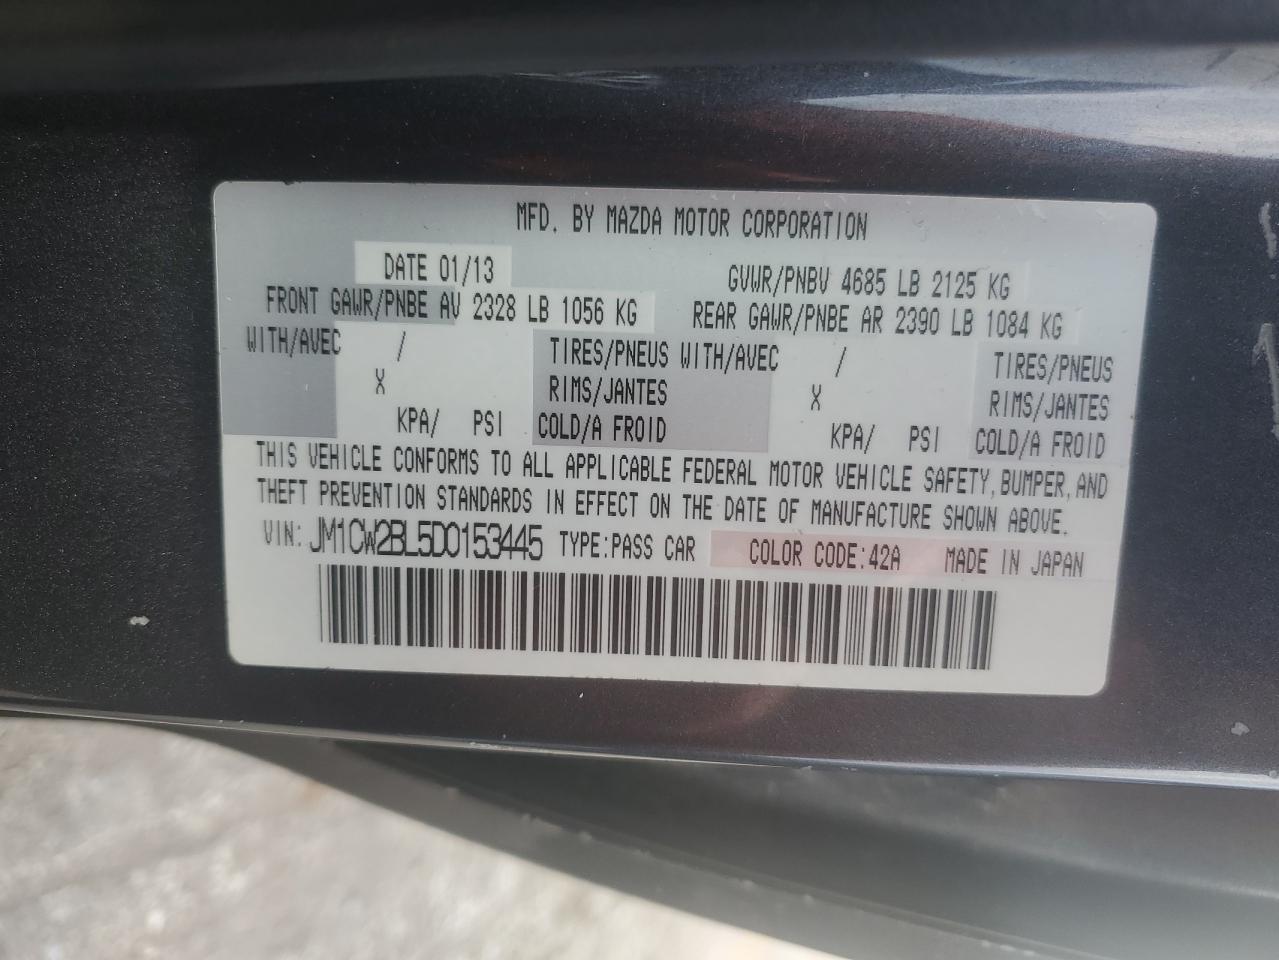 MFD. BY MAZDA MOTOR CORPORATION
DATE 01/13 GVWR/PNBV 4685 LB 2125 KG
FRONT GAWR/PNBE AV 2328 LB 1056 KG REAR GAWR/PNBE AR 2390 LB 1084 KG
WITH/AVEC / TIRES/PNEUS WITH/AVEC / TIRES/PNEUS
X RIMS/JANTES X RIMS/JANTES
KPA/ PSI COLD/A FROID KPA/ PSI COLD/A FROID
THIS VEHICLE CONFORMS TO ALL APPLICABLE FEDERAL MOTOR VEHICLE SAFETY, BUMPER, AND
THEFT PREVENTION STANDARDS IN EFFECT ON THE DATE OF MANUFACTURE SHOWN ABOVE.
VIN: JM1CW2BL5D0153445 TYPE:PASS CAR COLOR CODE:42A MADE IN JAPAN